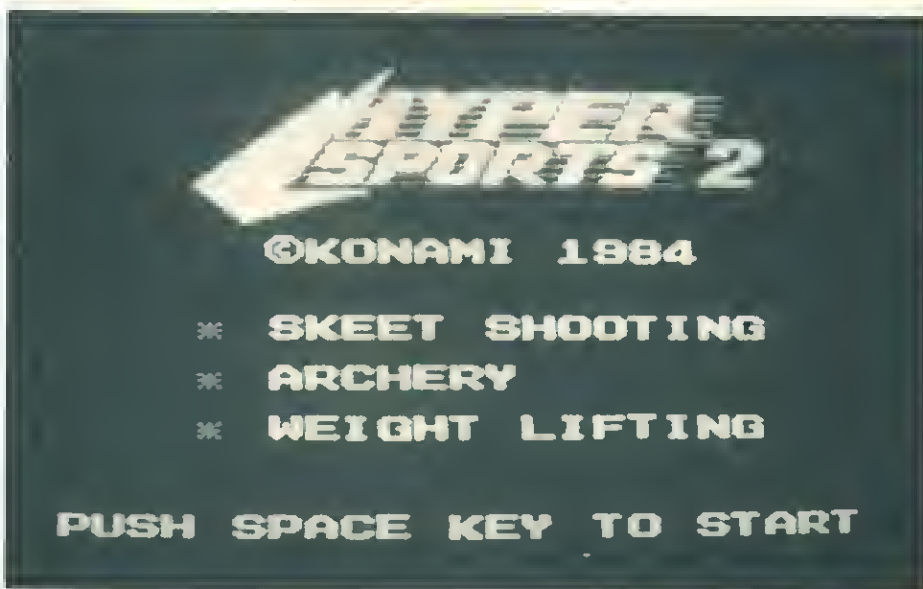 HYPER
SPORTS 2
©KONAMI 1984
* SKEET SHOOTING
* ARCHERY
* WEIGHT LIFTING
PUSH SPACE KEY TO START